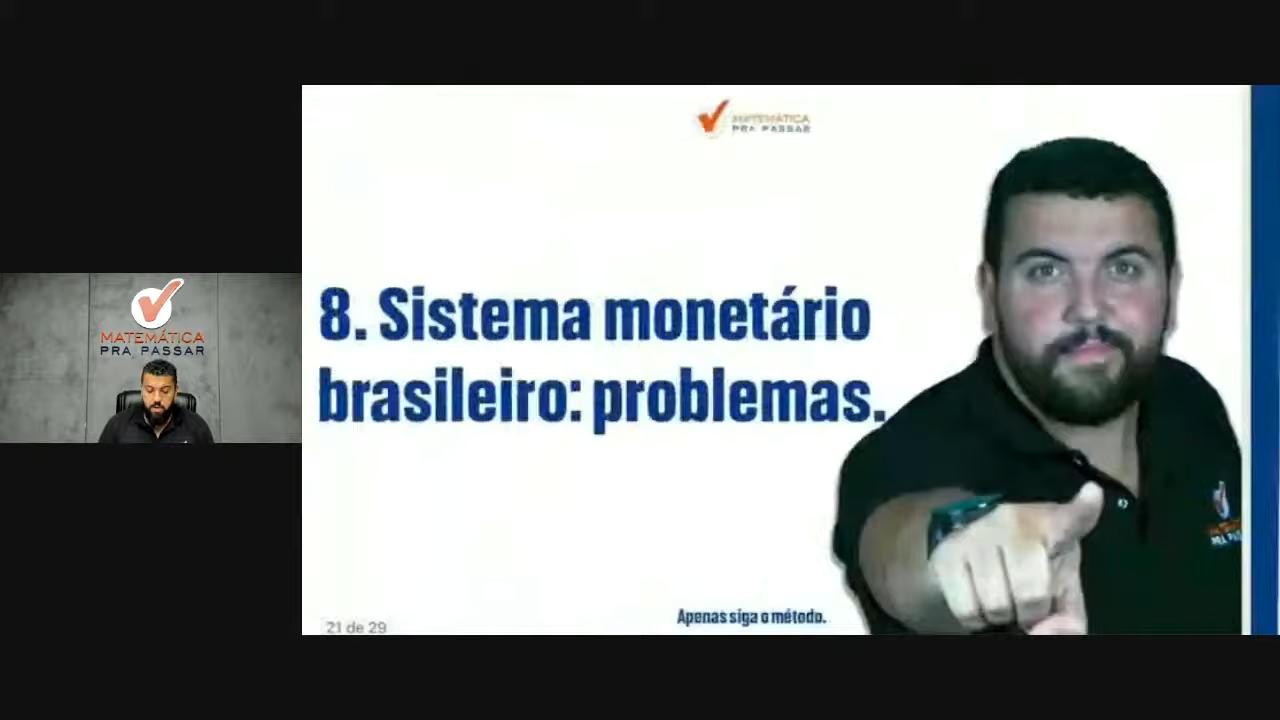 MATEMÁTICA
PRA PASSAR
8. Sistema monetário
brasileiro: problemas.
Apenas siga o método.
21 de 29
MATEMÁTICA
PRA PASSAR